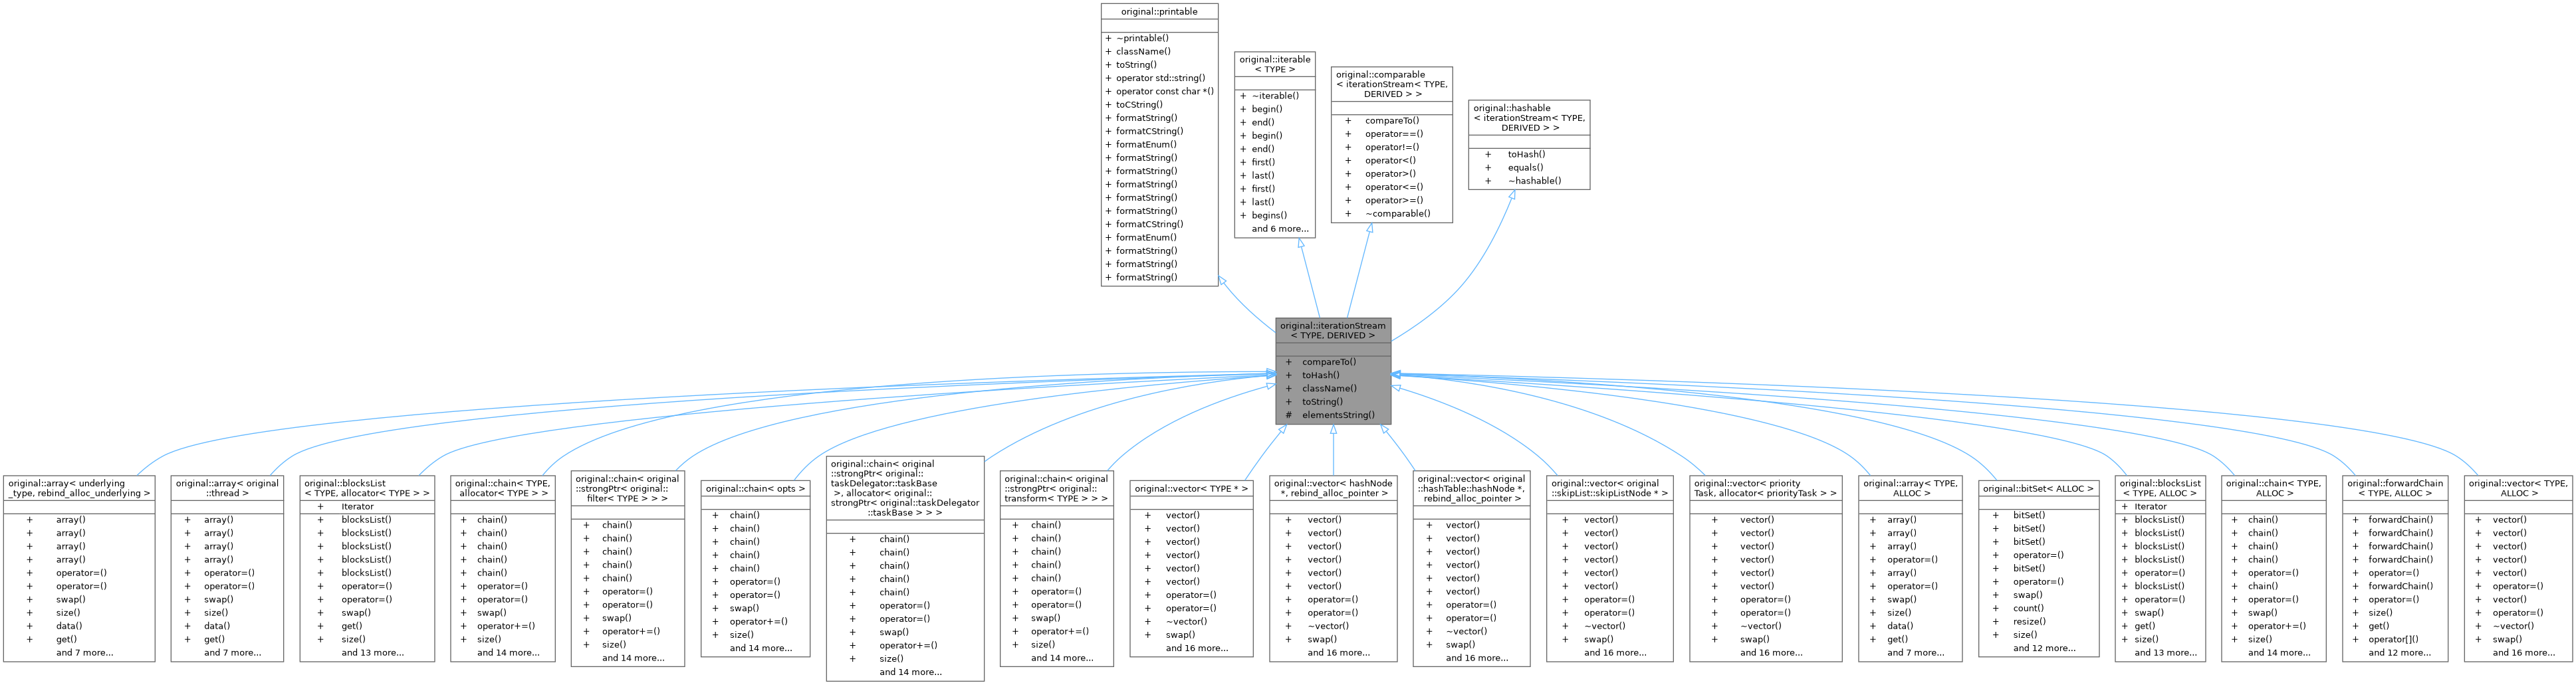 original::printable
+ ~printable()
+ className()
+ toString()
+ operator std::string()
+ operator const char *()
+ toCString()
+ formatString()
+ formatCString()
+ formatEnum()
+ formatString()
+ formatString()
+ formatString()
+ formatString()
+ formatString()
+ formatCString()
+ formatEnum()
+ formatString()
+ formatString()
+ formatString()
original::iterable
< TYPE >
+ ~iterable()
+ begin()
+ end()
+ begin()
+ end()
+ first()
+ last()
+ first()
+ last()
+ begins()
and 6 more...
original::comparable
< iterationStream< TYPE,
DERIVED > >
+ compareTo()
+ operator==()
+ operator!=()
+ operator<()
+ operator>()
+ operator<=()
+ operator>=()
+ ~comparable()
original::hashable
< iterationStream< TYPE,
DERIVED > >
+ toHash()
+ equals()
+ ~hashable()
original::iterationStream
< TYPE, DERIVED >
+ compareTo()
+ toHash()
+ className()
+ toString()
# elementsString()
original::array< underlying
_type, rebind_alloc_underlying >
+ array()
+ array()
+ array()
+ array()
+ operator=()
+ operator=()
+ swap()
+ size()
+ data()
+ get()
and 7 more...
original::array< original
::thread >
+ array()
+ array()
+ array()
+ array()
+ operator=()
+ operator=()
+ swap()
+ size()
+ data()
+ get()
and 7 more...
original::blocksList
< TYPE, allocator< TYPE > >
+ Iterator
+ blocksList()
+ blocksList()
+ blocksList()
+ blocksList()
+ blocksList()
+ operator=()
+ operator=()
+ swap()
+ get()
+ size()
and 13 more...
original::chain< TYPE,
allocator< TYPE > >
+ chain()
+ chain()
+ chain()
+ chain()
+ chain()
+ operator=()
+ operator=()
+ swap()
+ operator+=()
+ size()
and 14 more...
original::chain< original
::strongPtr< original::
filter< TYPE > > >
+ chain()
+ chain()
+ chain()
+ chain()
+ chain()
+ operator=()
+ operator=()
+ swap()
+ operator+=()
+ size()
and 14 more...
original::chain< opts >
+ chain()
+ chain()
+ chain()
+ chain()
+ chain()
+ operator=()
+ operator=()
+ swap()
+ operator+=()
+ size()
and 14 more...
original::chain< original
::strongPtr< original::
taskDelegator::taskBase
>, allocator< original::
strongPtr< original::taskDelegator
::taskBase > > >
+ chain()
+ chain()
+ chain()
+ chain()
+ chain()
+ operator=()
+ operator=()
+ swap()
+ operator+=()
+ size()
and 14 more...
original::chain< original
::strongPtr< original::
transform< TYPE > > >
+ chain()
+ chain()
+ chain()
+ chain()
+ chain()
+ operator=()
+ operator=()
+ swap()
+ operator+=()
+ size()
and 14 more...
original::vector< TYPE * >
+ vector()
+ vector()
+ vector()
+ vector()
+ vector()
+ vector()
+ operator=()
+ operator=()
+ ~vector()
+ swap()
and 16 more...
original::vector< hashNode
*, rebind_alloc_pointer >
+ vector()
+ vector()
+ vector()
+ vector()
+ vector()
+ vector()
+ operator=()
+ operator=()
+ ~vector()
+ swap()
and 16 more...
original::vector< original
::hashTable::hashNode *,
rebind_alloc_pointer >
+ vector()
+ vector()
+ vector()
+ vector()
+ vector()
+ vector()
+ operator=()
+ operator=()
+ ~vector()
+ swap()
and 16 more...
original::vector< original
::skipList::skipListNode * >
+ vector()
+ vector()
+ vector()
+ vector()
+ vector()
+ vector()
+ operator=()
+ operator=()
+ ~vector()
+ swap()
and 16 more...
original::vector< priority
Task, allocator< priorityTask > >
+ vector()
+ vector()
+ vector()
+ vector()
+ vector()
+ vector()
+ operator=()
+ operator=()
+ ~vector()
+ swap()
and 16 more...
original::array< TYPE,
ALLOC >
+ array()
+ array()
+ array()
+ operator=()
+ array()
+ operator=()
+ swap()
+ size()
+ data()
+ get()
and 7 more...
original::bitSet< ALLOC >
+ bitSet()
+ bitSet()
+ bitSet()
+ operator=()
+ bitSet()
+ operator=()
+ swap()
+ count()
+ resize()
+ size()
and 12 more...
original::blocksList
< TYPE, ALLOC >
+ Iterator
+ blocksList()
+ blocksList()
+ blocksList()
+ blocksList()
+ operator=()
+ blocksList()
+ operator=()
+ swap()
+ get()
+ size()
and 13 more...
original::chain< TYPE,
ALLOC >
+ chain()
+ chain()
+ chain()
+ chain()
+ operator=()
+ chain()
+ operator=()
+ swap()
+ operator+=()
+ size()
and 14 more...
original::forwardChain
< TYPE, ALLOC >
+ forwardChain()
+ forwardChain()
+ forwardChain()
+ forwardChain()
+ operator=()
+ forwardChain()
+ operator=()
+ size()
+ get()
+ operator[]()
and 12 more...
original::vector< TYPE,
ALLOC >
+ vector()
+ vector()
+ vector()
+ vector()
+ vector()
+ operator=()
+ vector()
+ operator=()
+ ~vector()
+ swap()
and 16 more...